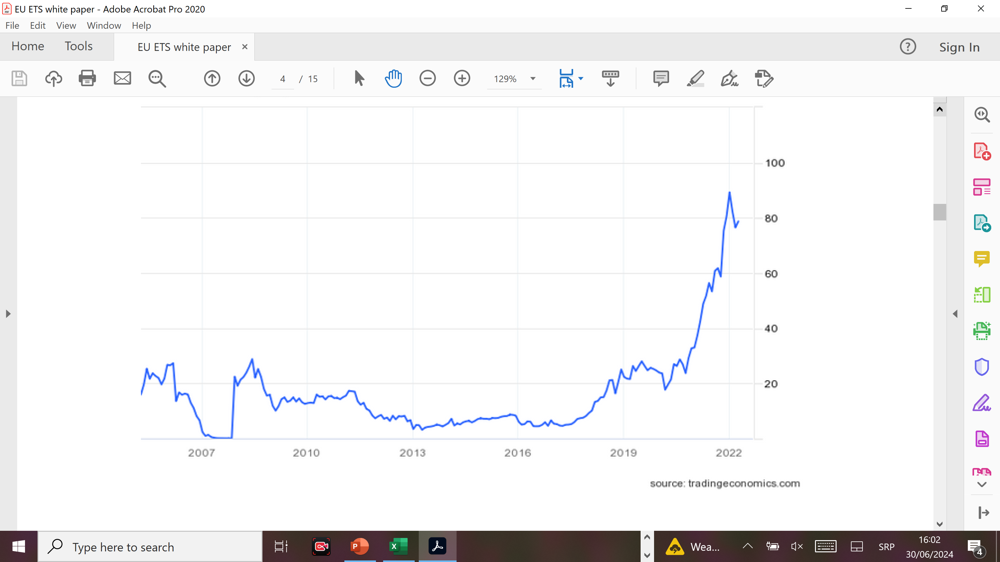 EU ETS white paper - Adobe Acrobat Pro 2020
File Edit View Window Help
Home Tools EU ETS white paper × ? Sign In
4 / 15 129%
100
80
60
40
20
2007 2010 2013 2016 2019 2022
source: tradingeconomics.com
Type here to search P X Wea... SRP 16:02
30/06/2024
4